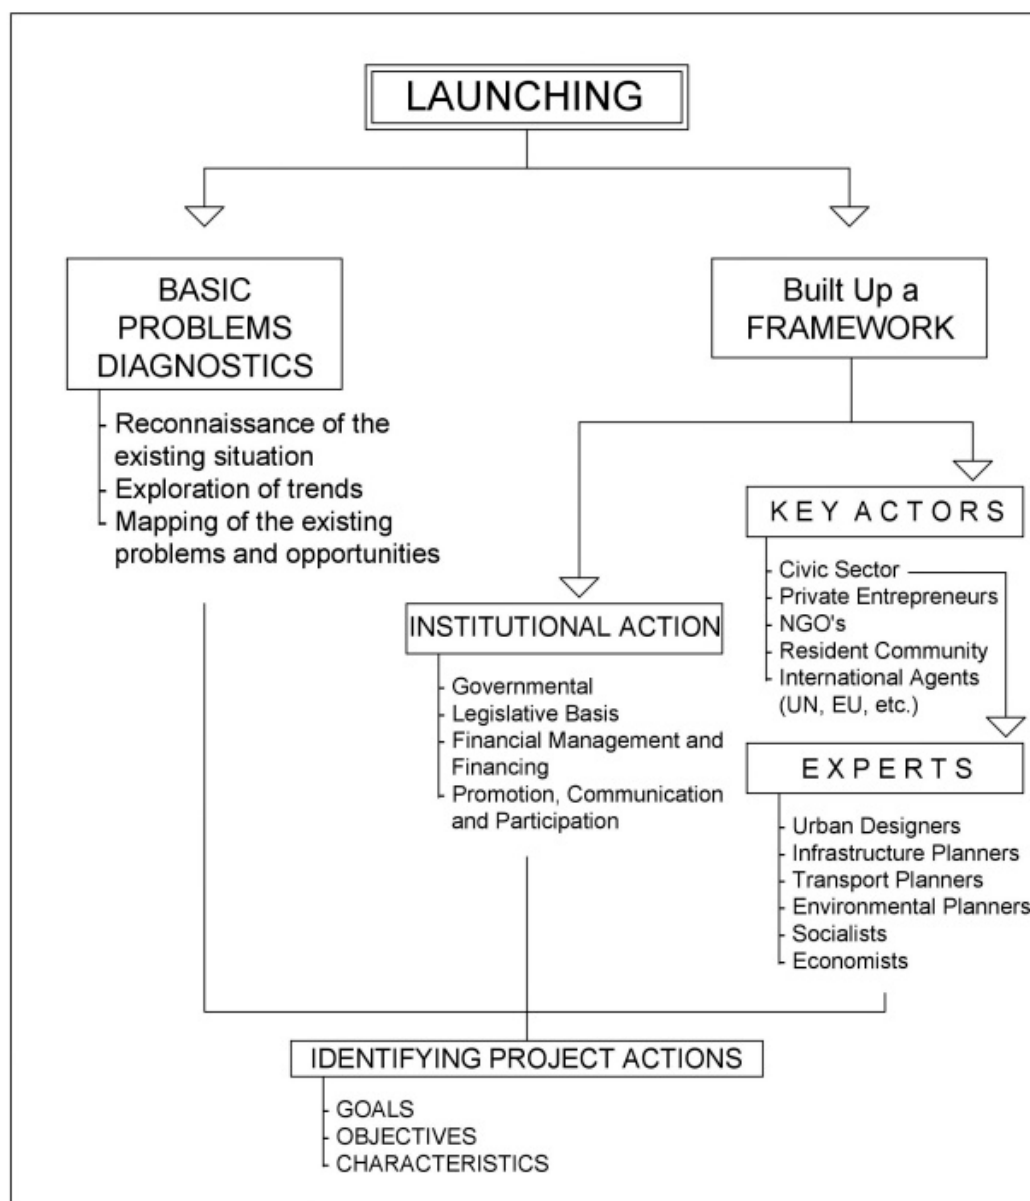 LAUNCHING
BASIC
PROBLEMS
DIAGNOSTICS
- Reconnaissance of the
existing situation
- Exploration of trends
- Mapping of the existing
problems and opportunities
Built Up a
FRAMEWORK
INSTITUTIONAL ACTION
- Governmental
- Legislative Basis
- Financial Management and
Financing
- Promotion, Communication
and Participation
KEY ACTORS
- Civic Sector
- Private Entrepreneurs
- NGO's
- Resident Community
- International Agents
(UN, EU, etc.)
EXPERTS
- Urban Designers
- Infrastructure Planners
- Transport Planners
- Environmental Planners
- Socialists
- Economists
IDENTIFYING PROJECT ACTIONS
- GOALS
- OBJECTIVES
- CHARACTERISTICS